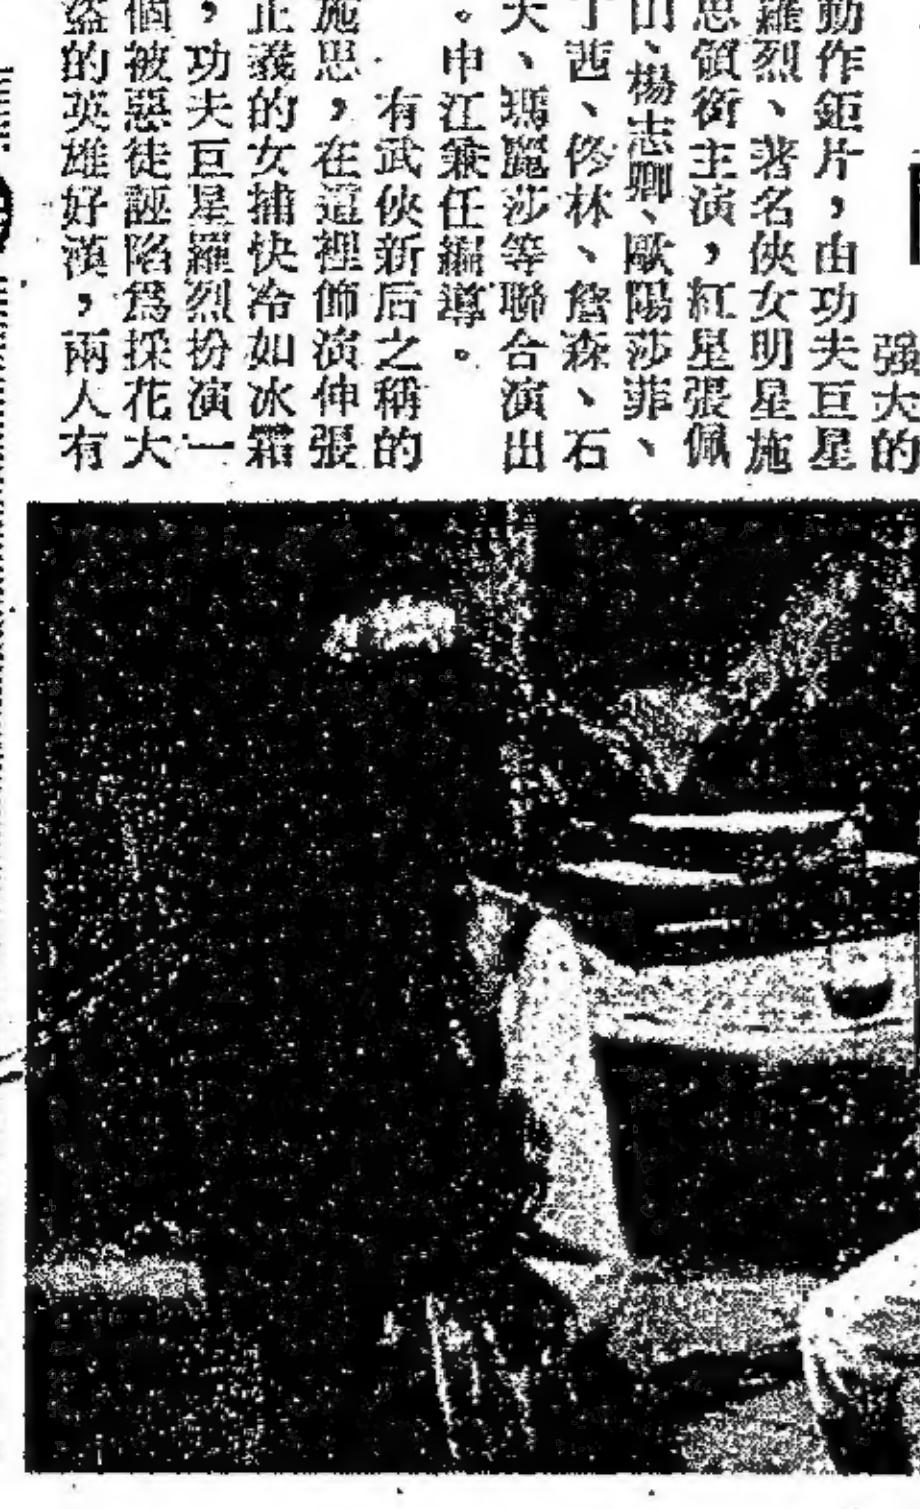 强大的
動作鉅片，由功夫巨星
羅烈、著名俠女明星施
思領銜主演，紅星張佩
山、楊志卿、歐陽莎菲、
丁茜、佟林、詹森、石
天、瑪麗莎等聯合演出
。申江兼任編導。
有武俠新后之稱的
施思，在這裡飾演伸張
正義的女捕快冷如冰霜
，功夫巨星羅烈扮演一
個被惡徒誣陷爲採花大
盜的英雄好漢，兩人有